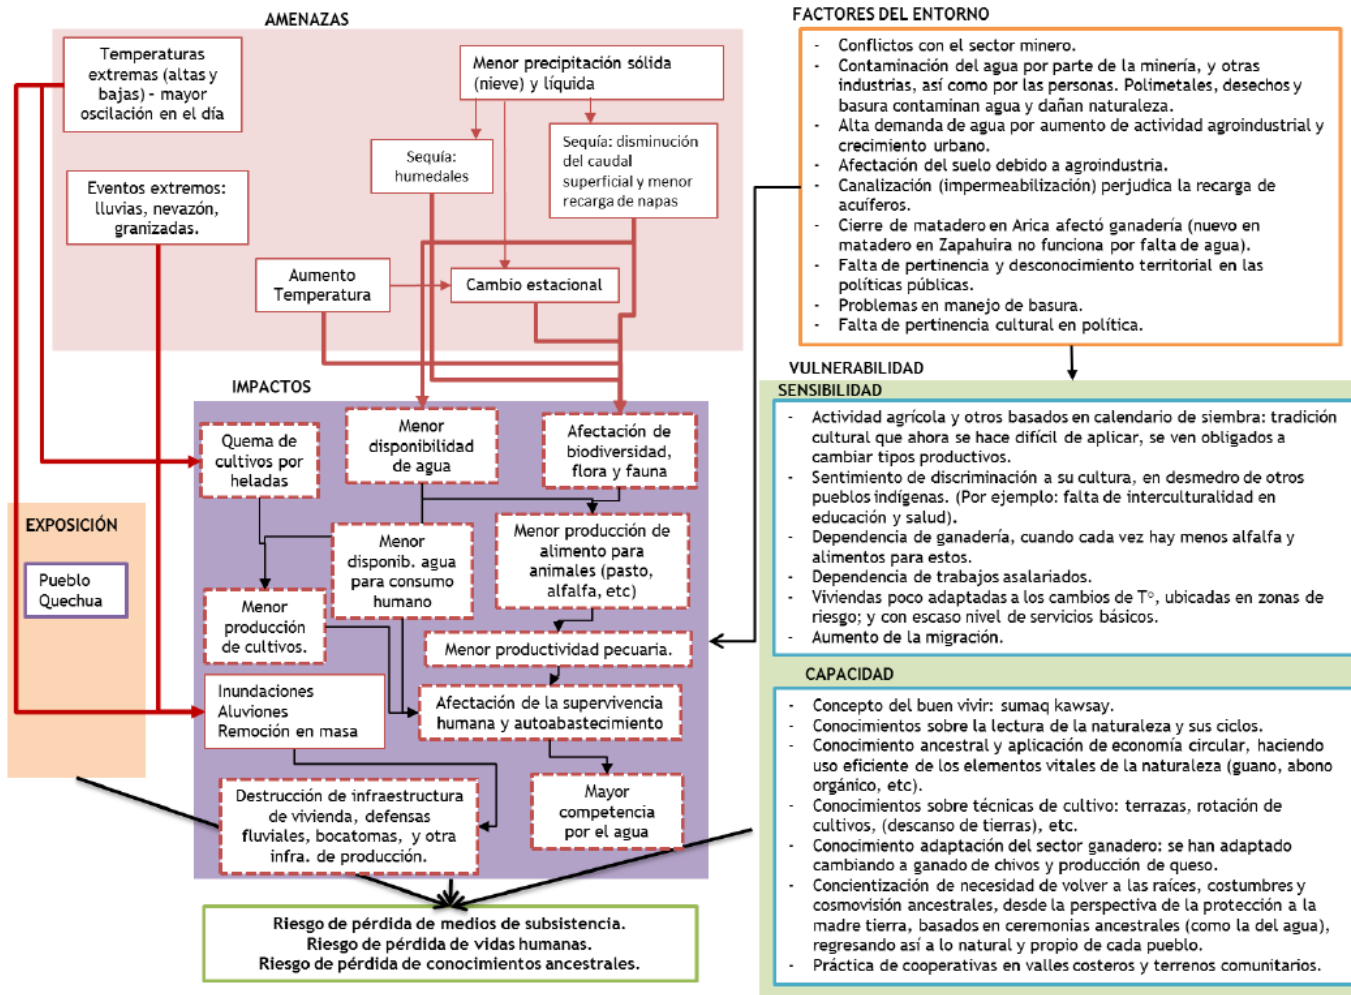 AMENAZAS
Temperaturas
extremas (altas y
bajas) - mayor
oscilación en el día
Menor precipitación sólida
(nieve) y líquida
Eventos extremos:
lluvias, nevazón,
granizadas.
Sequía:
humedales
Sequía: disminución
del caudal
superficial y menor
recarga de napas
Aumento
Temperatura
Cambio estacional
FACTORES DEL ENTORNO
- Conflictos con el sector minero.
- Contaminación del agua por parte de la minería, y otras
industrias, así como por las personas. Polimetales, desechos y
basura contaminan agua y dañan naturaleza.
- Alta demanda de agua por aumento de actividad agroindustrial y
crecimiento urbano.
- Afectación del suelo debido a agroindustria.
- Canalización (impermeabilización) perjudica la recarga de
acuíferos.
- Cierre de matadero en Arica afectó ganadería (nuevo en
matadero en Zapahuira no funciona por falta de agua).
- Falta de pertinencia y desconocimiento territorial en las
políticas públicas.
- Problemas en manejo de basura.
- Falta de pertinencia cultural en política.
EXPOSICIÓN
Pueblo
Quechua
IMPACTOS
Quema de
cultivos por
heladas
Menor
disponibilidad
de agua
Afectación de
biodiversidad,
flora y fauna
Menor
disponib. agua
para consumo
humano
Menor producción de
alimento para
animales (pasto,
alfalfa, etc)
Menor
producción
de cultivos.
Menor productividad pecuaria.
Inundaciones
Aluviones
Remoción en masa
Afectación de la supervivencia
humana y autoabastecimiento
Destrucción de infraestructura
de vivienda, defensas
fluviales, bocatomas, y otra
infra. de producción.
Mayor
competencia
por el agua
VULNERABILIDAD
SENSIBILIDAD
- Actividad agrícola y otros basados en calendario de siembra: tradición
cultural que ahora se hace difícil de aplicar, se ven obligados a
cambiar tipos productivos.
- Sentimiento de discriminación a su cultura, en desmedro de otros
pueblos indígenas. (Por ejemplo: falta de interculturalidad en
educación y salud).
- Dependencia de ganadería, cuando cada vez hay menos alfalfa y
alimentos para estos.
- Dependencia de trabajos asalariados.
- Viviendas poco adaptadas a los cambios de T°, ubicadas en zonas de
riesgo; y con escaso nivel de servicios básicos.
- Aumento de la migración.
CAPACIDAD
- Concepto del buen vivir: sumaq kawsay.
- Conocimientos sobre la lectura de la naturaleza y sus ciclos.
- Conocimiento ancestral y aplicación de economía circular, haciendo
uso eficiente de los elementos vitales de la naturaleza (guano, abono
orgánico, etc).
- Conocimientos sobre técnicas de cultivo: terrazas, rotación de
cultivos, (descanso de tierras), etc.
- Conocimiento adaptación del sector ganadero: se han adaptado
cambiando a ganado de chivos y producción de queso.
- Concientización de necesidad de volver a las raíces, costumbres y
cosmovisión ancestrales, desde la perspectiva de la protección a la
madre tierra, basados en ceremonias ancestrales (como la del agua),
regresando así a lo natural y propio de cada pueblo.
- Práctica de cooperativas en valles costeros y terrenos comunitarios.
Riesgo de pérdida de medios de subsistencia.
Riesgo de pérdida de vidas humanas.
Riesgo de pérdida de conocimientos ancestrales.